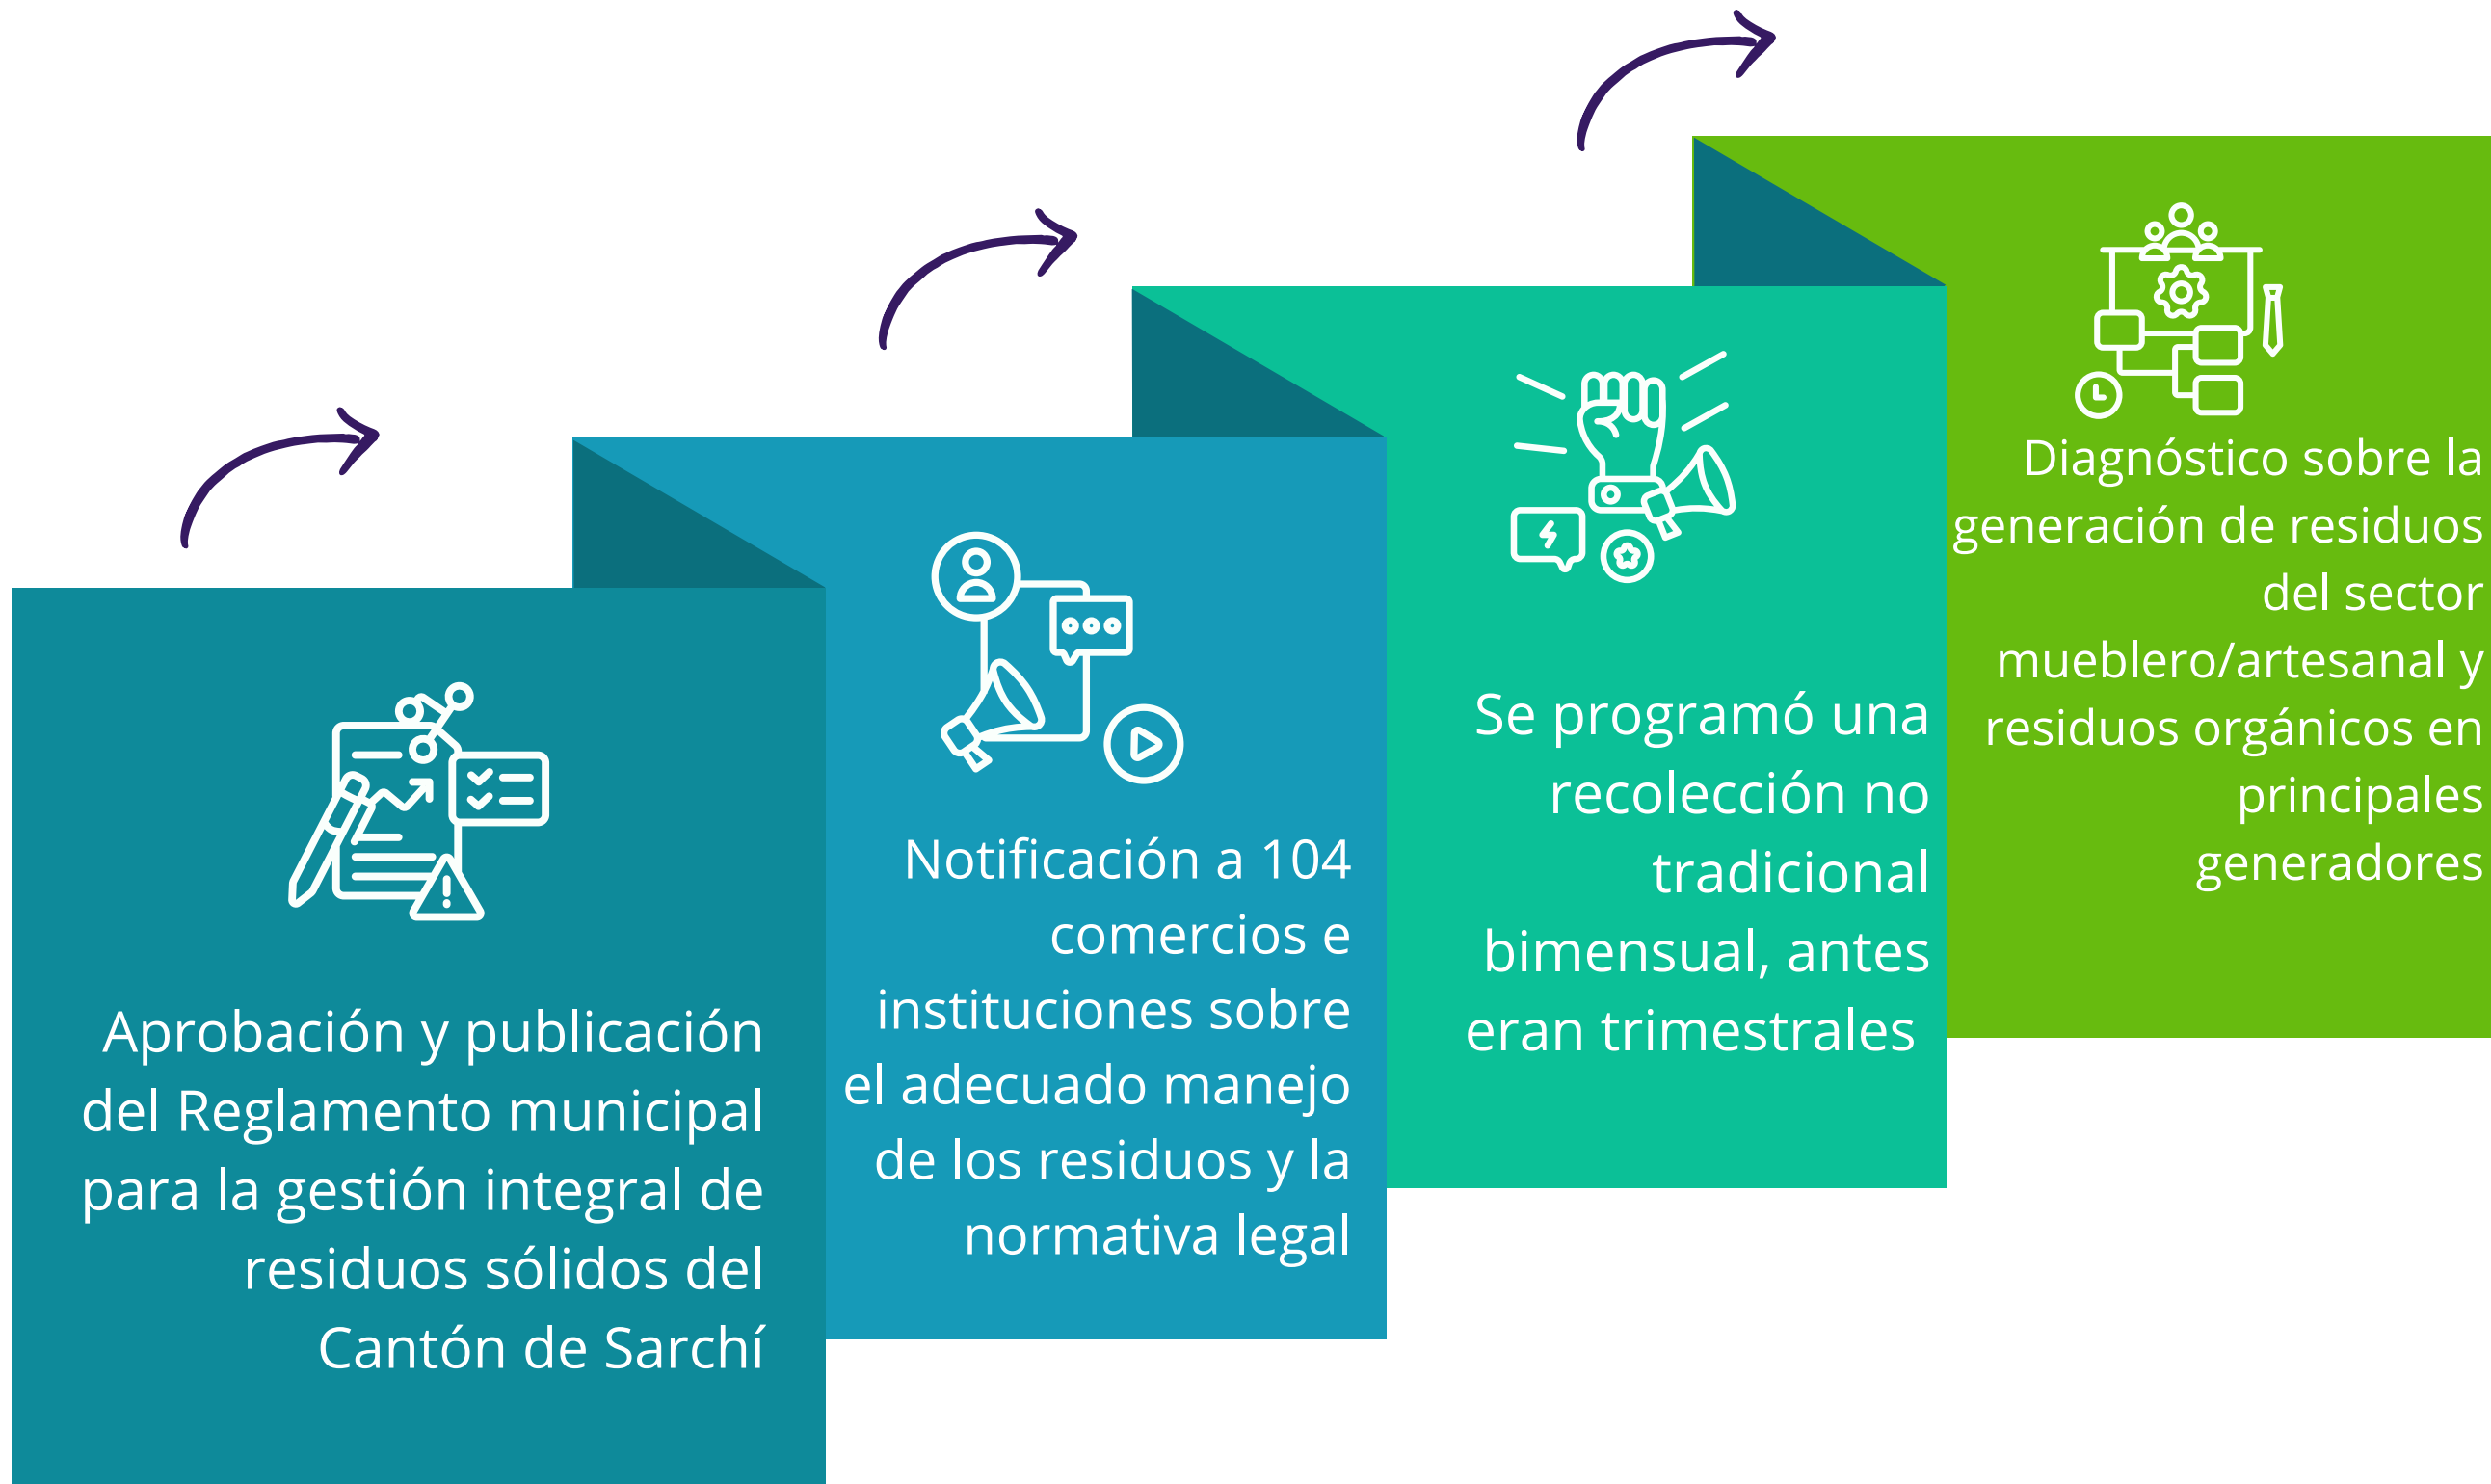 Aprobación y publicación
del Reglamento municipal
para la gestión integral de
residuos sólidos del
Cantón de Sarchí
Notificación a 104
comercios e
instituciones sobre
el adecuado manejo
de los residuos y la
normativa legal
Se programó una
recolección no
tradicional
bimensual, antes
eran trimestrales
Diagnóstico sobre la
generación de residuos
del sector
mueblero/artesanal y
residuos orgánicos en
principales
generadores